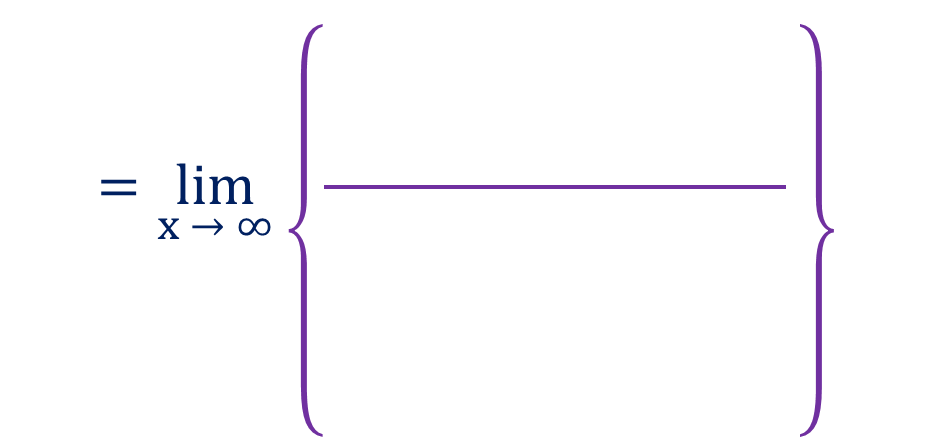 = lim
x → ∞